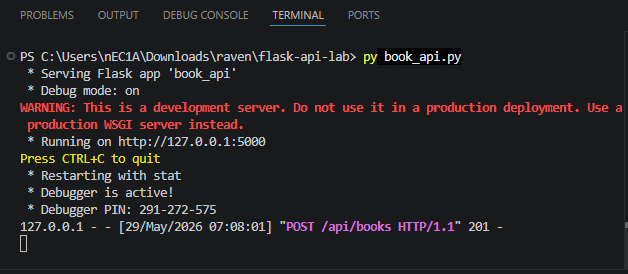 PROBLEMS OUTPUT DEBUG CONSOLE TERMINAL PORTS
PS C:\Users\nEC1A\Downloads\raven\flask-api-lab> py book_api.py
* Serving Flask app 'book_api'
* Debug mode: on
WARNING: This is a development server. Do not use it in a production deployment. Use a
production WSGI server instead.
* Running on http://127.0.0.1:5000
Press CTRL+C to quit
* Restarting with stat
* Debugger is active!
* Debugger PIN: 291-272-575
127.0.0.1 - - [29/May/2026 07:08:01] "POST /api/books HTTP/1.1" 201 -